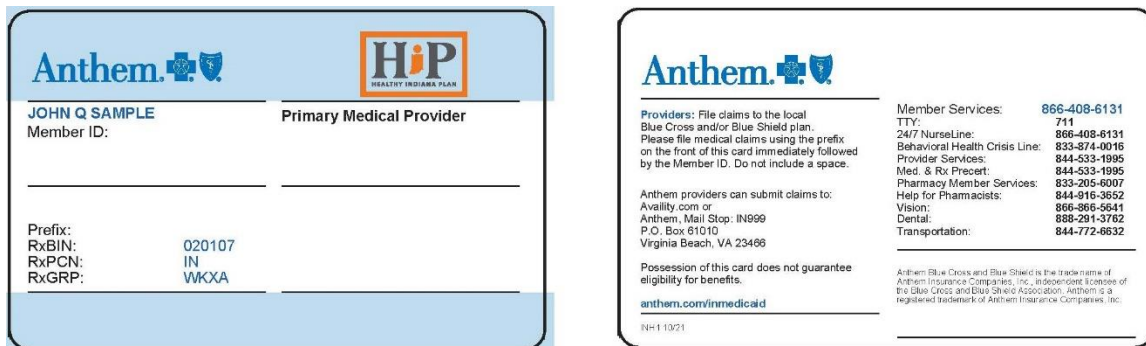 Anthem.
HIP
HEALTHY INDIANA PLAN
JOHN Q SAMPLE
Member ID:
Primary Medical Provider
Prefix:
RxBIN: 020107
RxPCN: IN
RxGRP: WKXA
Anthem.
Providers: File claims to the local
Blue Cross and/or Blue Shield plan.
Please file medical claims using the prefix
on the front of this card immediately followed
by the Member ID. Do not include a space.
Anthem providers can submit claims to:
Availity.com or
Anthem, Mail Stop: IN999
P.O. Box 61010
Virginia Beach, VA 23466
Possession of this card does not guarantee
eligibility for benefits.
anthem.com/inmedicaid
INH1 10/21
Member Services: 866-408-6131
TTY: 711
24/7 NurseLine: 866-408-6131
Behavioral Health Crisis Line: 833-874-0016
Provider Services: 844-533-1995
Med. & Rx Precert: 844-533-1995
Pharmacy Member Services: 833-205-6007
Help for Pharmacists: 844-916-3652
Vision: 866-866-5641
Dental: 888-291-3762
Transportation: 844-772-6632
Anthem Blue Cross and Blue Shield is the trade name of
Anthem Insurance Companies, Inc., independent licensee of
the Blue Cross and Blue Shield Association. Anthem is a
registered trademark of Anthem Insurance Companies, Inc.